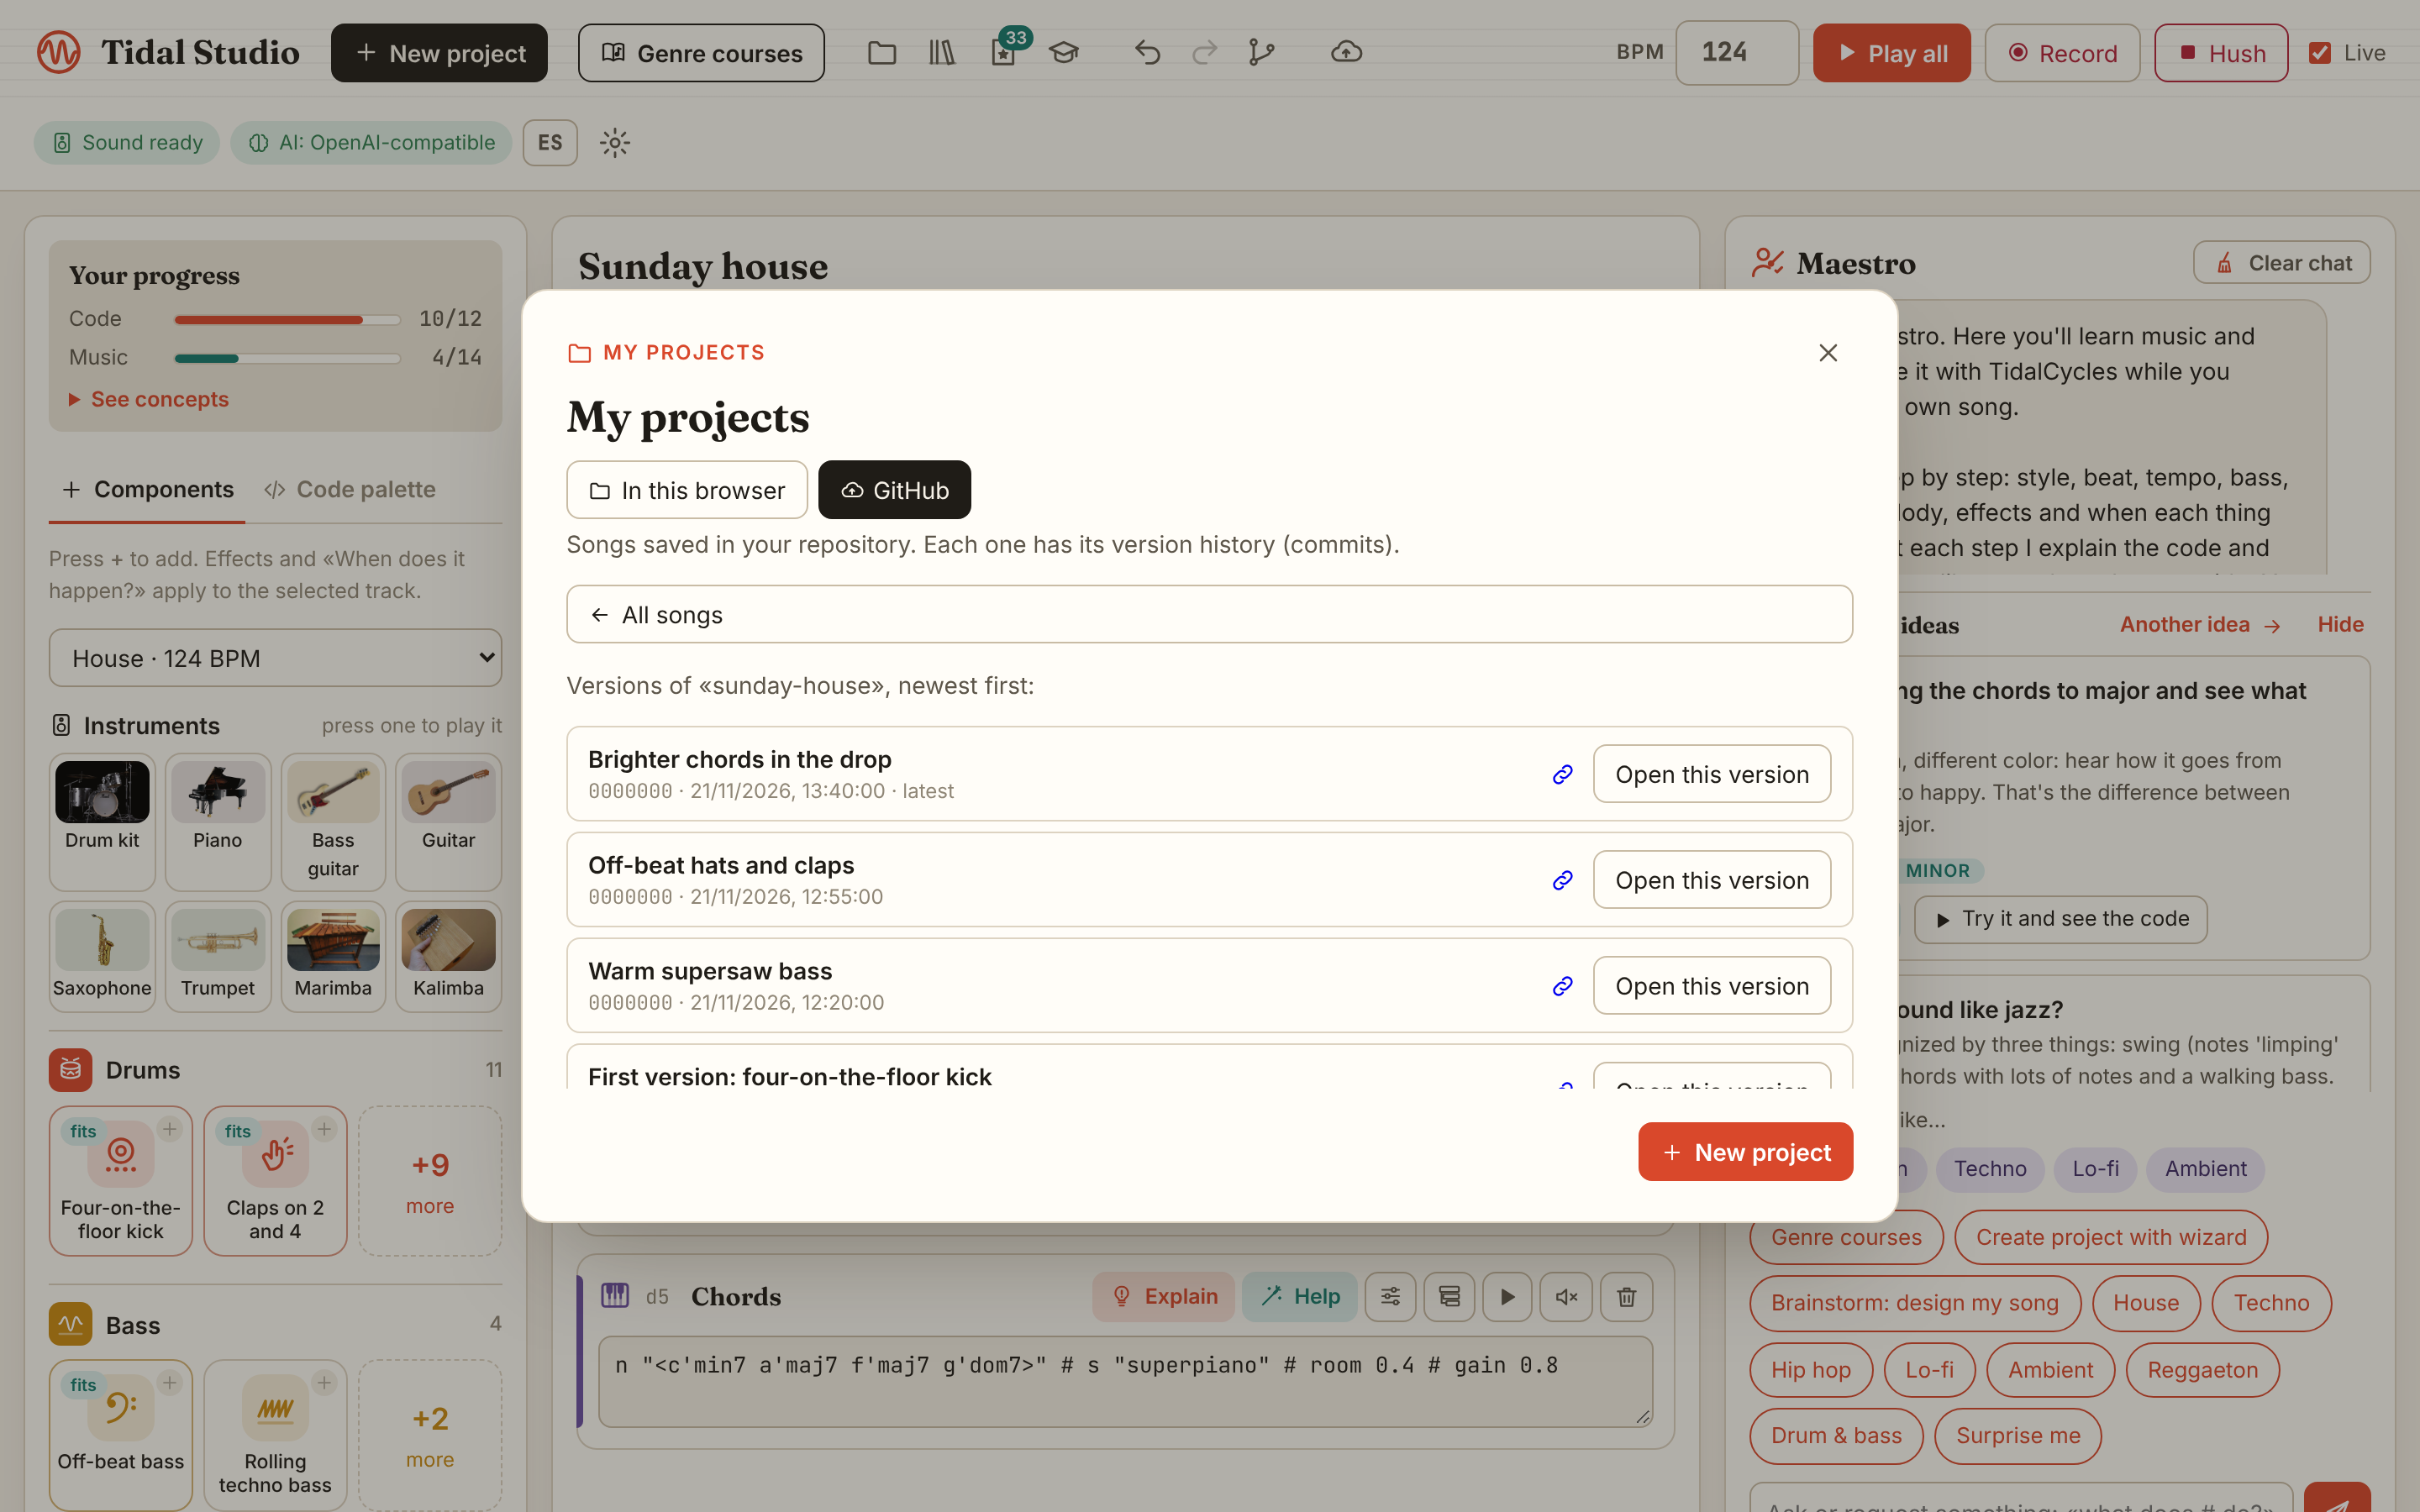 Tidal Studio
New project
Genre courses
33
BPM
124
Play all
Record
Hush
Live
Sound ready
AI: OpenAI-compatible
ES
Your progress
Code
10/12
Music
4/14
See concepts
Components
Code palette
Press + to add. Effects and «When does it
happen?» apply to the selected track.
House · 124 BPM
Instruments
press one to play it
Drum kit
Piano
Bass
guitar
Guitar
Saxophone
Trumpet
Marimba
Kalimba
Drums
11
fits
Four-on-the-
floor kick
fits
Claps on 2
and 4
+9
more
Bass
4
fits
Off-beat bass
Rolling
techno bass
+2
more
Sunday house
MY PROJECTS
My projects
In this browser
GitHub
Songs saved in your repository. Each one has its version history (commits).
← All songs
Versions of «sunday-house», newest first:
Brighter chords in the drop
0000000 · 21/11/2026, 13:40:00 · latest
Open this version
Off-beat hats and claps
0000000 · 21/11/2026, 12:55:00
Open this version
Warm supersaw bass
0000000 · 21/11/2026, 12:20:00
Open this version
First version: four-on-the-floor kick
Open this version
New project
d5
Chords
Explain
Help
n "<c'min7 a'maj7 f'maj7 g'dom7>" # s "superpiano" # room 0.4 # gain 0.8
Maestro
Clear chat
stro. Here you'll learn music and
it with TidalCycles while you
own song.
by step: style, beat, tempo, bass,
ody, effects and when each thing
each step I explain the code and
ideas
Another idea →
Hide
ng the chords to major and see what
, different color: hear how it goes from
to happy. That's the difference between
ajor.
MINOR
Try it and see the code
ound like jazz?
gnized by three things: swing (notes 'limping'
hords with lots of notes and a walking bass.
ike...
Techno
Lo-fi
Ambient
Genre courses
Create project with wizard
Brainstorm: design my song
House
Techno
Hip hop
Lo-fi
Ambient
Reggaeton
Drum & bass
Surprise me
Ask or request something: «what does # do?»